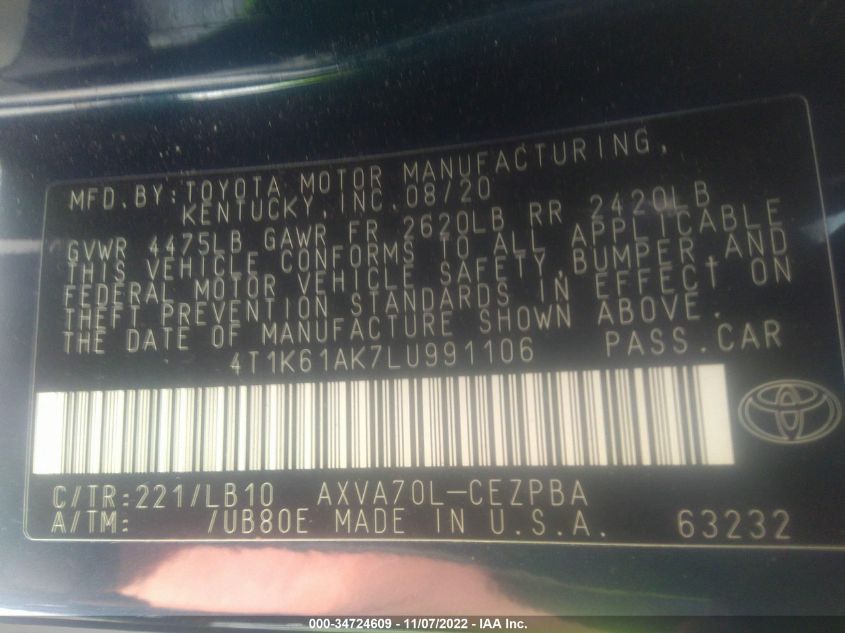 MFD.BY:TOYOTA MOTOR MANUFACTURING,
KENTUCKY,INC.08/20
GVWR 4475LB GAWR FR 2620LB RR 2420LB
THIS VEHICLE CONFORMS TO ALL APPLICABLE
FEDERAL MOTOR VEHICLE SAFETY,BUMPER,AND
THEFT PREVENTION STANDARDS IN EFFECT ON
THE DATE OF MANUFACTURE SHOWN ABOVE.
4T1K61AK7LU991106 PASS.CAR
C/TR:221/LB10 AXVA70L-CEZPBA
A/TM: /UB80E MADE IN U.S.A. 63232
000-34724609 - 11/07/2022 - IAA Inc.